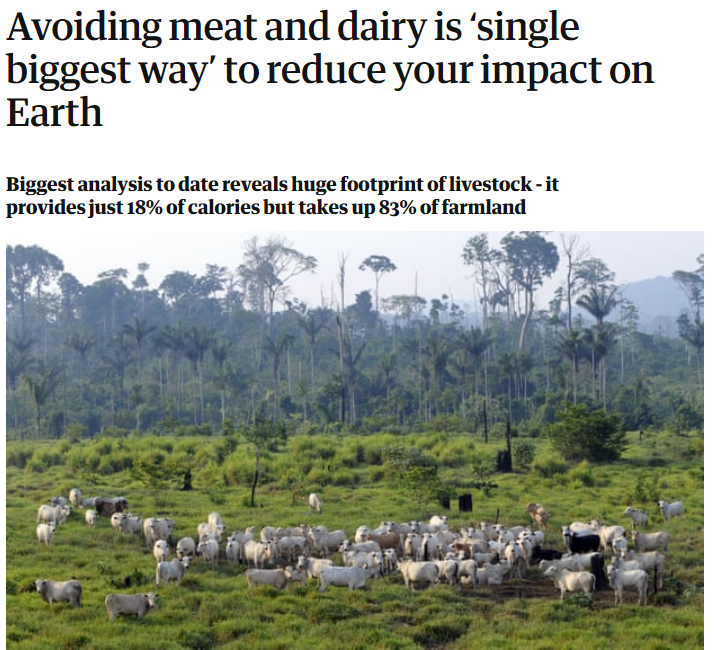 Avoiding meat and dairy is ‘single
biggest way’ to reduce your impact on
Earth
Biggest analysis to date reveals huge footprint of livestock - it
provides just 18% of calories but takes up 83% of farmland